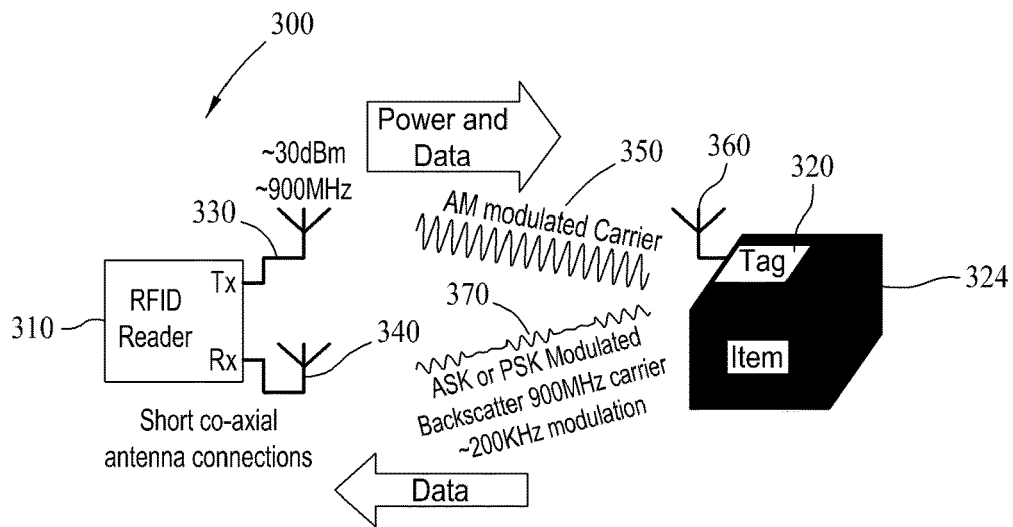 300
Power and
Data
~30dBm
~900MHz
350
360
320
330
AM modulated Carrier
Tx
Tag
RFID
Reader
310
324
370
Rx
340
Item
ASK or PSK Modulated
Backscatter 900MHz carrier
~200KHz modulation
Short co-axial
antenna connections
Data